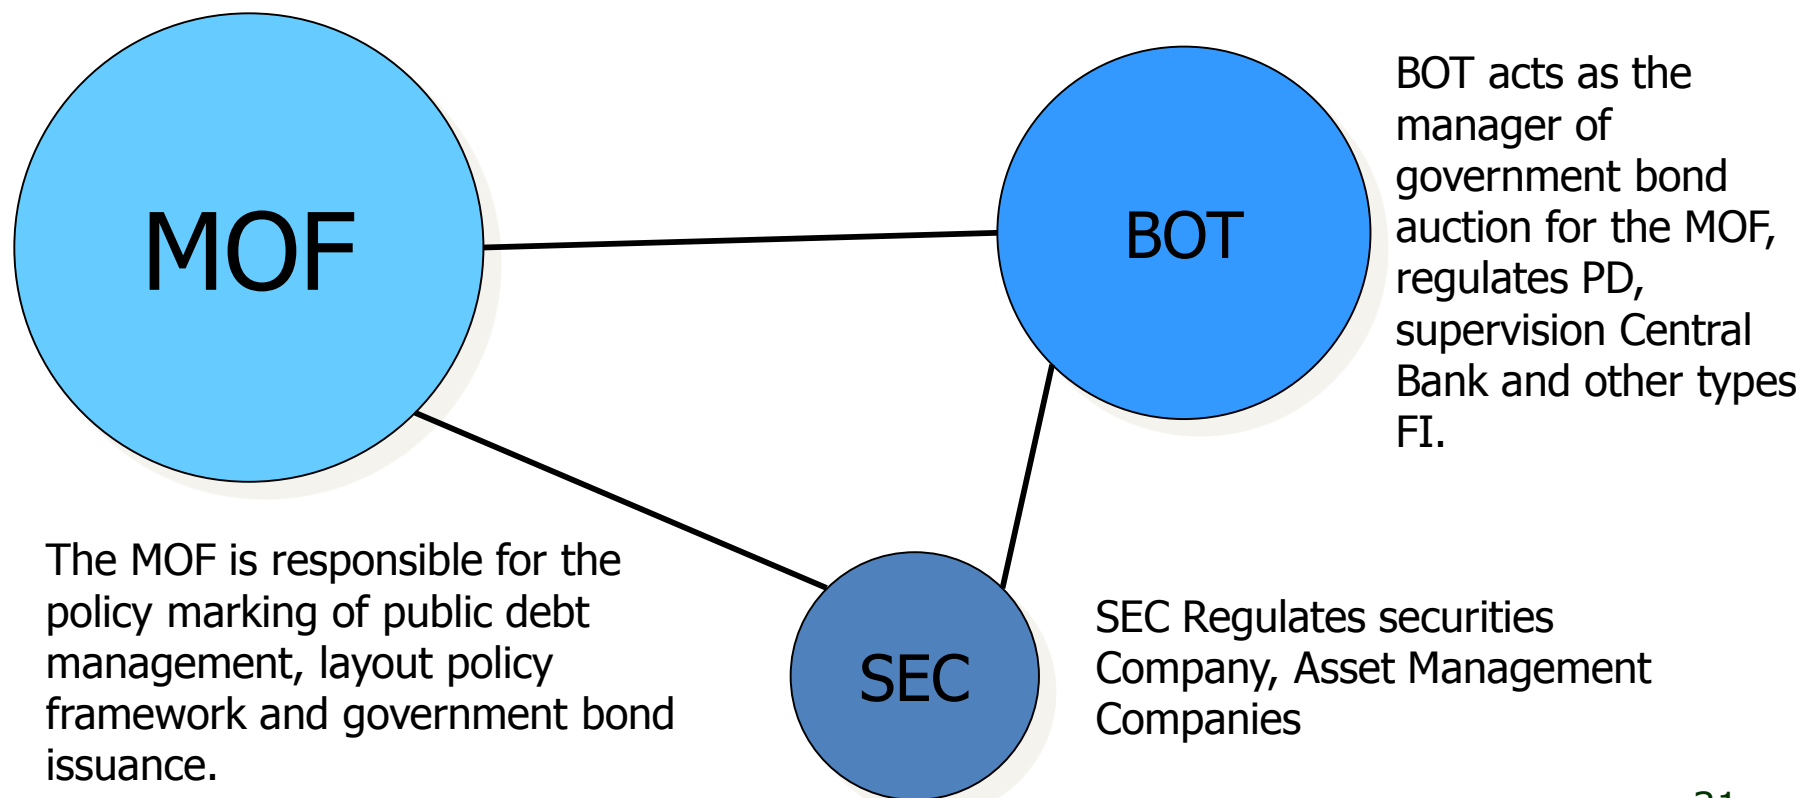 MOF
BOT
BOT acts as the
manager of
government bond
auction for the MOF,
regulates PD,
supervision Central
Bank and other types
FI.
The MOF is responsible for the
policy marking of public debt
management, layout policy
framework and government bond
issuance.
SEC
SEC Regulates securities
Company, Asset Management
Companies